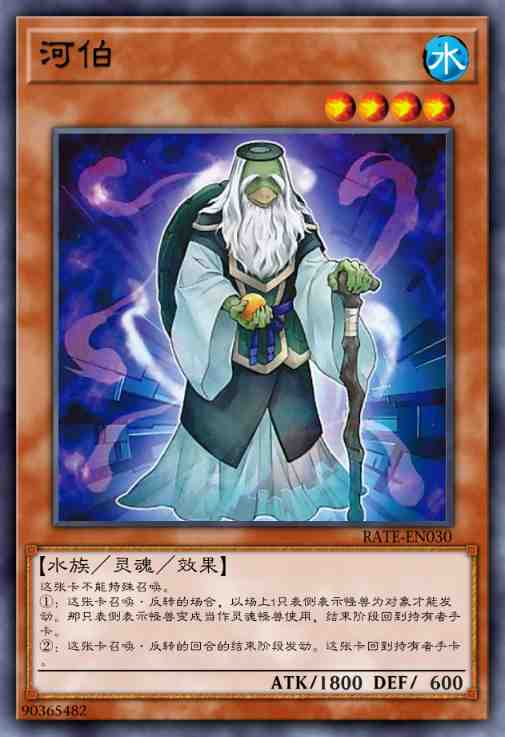 河伯
水
RATE-EN030
【水族／灵魂／效果】
这张卡不能特殊召唤。
①：这张卡召唤·反转的场合，以场上1只表侧表示怪兽为对象才能发
动。那只表侧表示怪兽变成当作灵魂怪兽使用，结束阶段回到持有者手
卡。
②：这张卡召唤·反转的回合的结束阶段发动。这张卡回到持有者手卡
。
ATK/1800 DEF/ 600
90365482